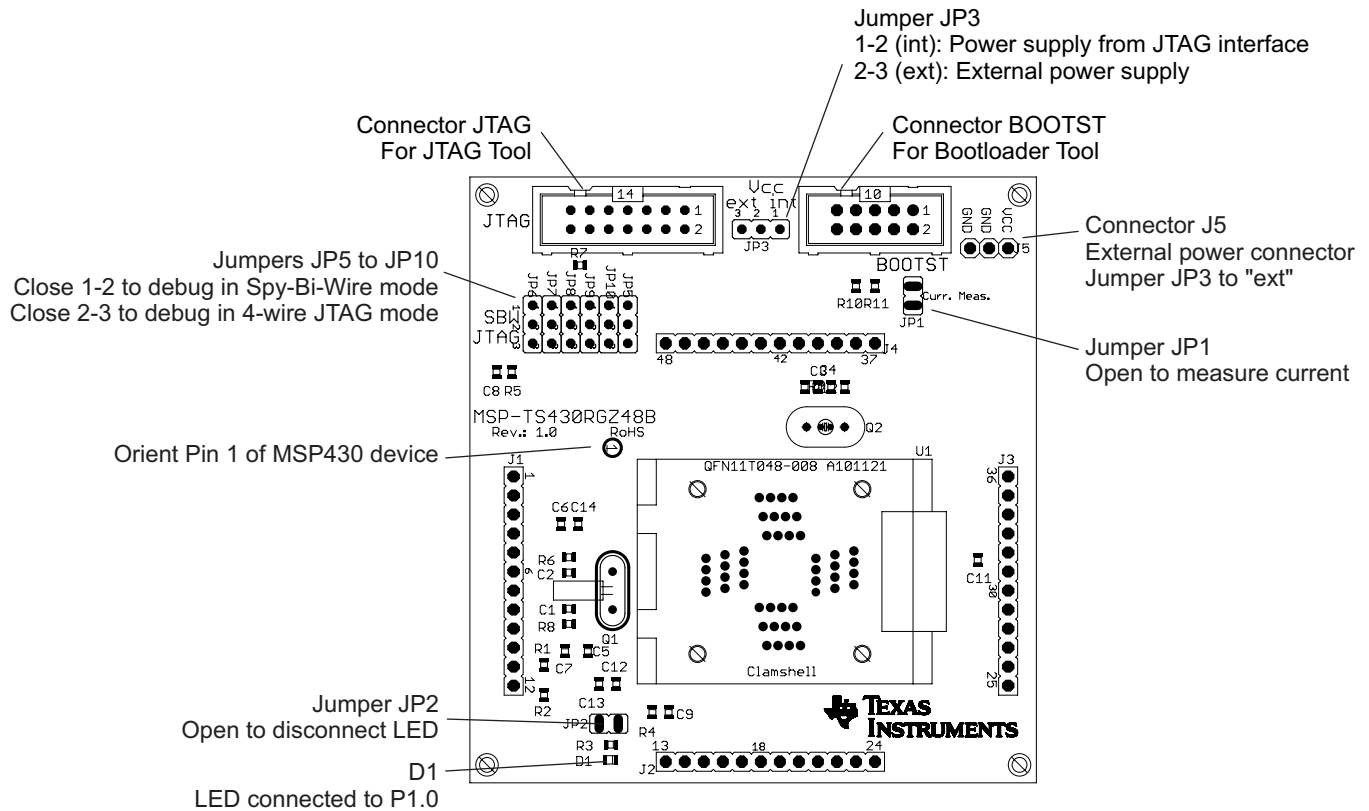 Jumper JP3
1-2 (int): Power supply from JTAG interface
2-3 (ext): External power supply
Connector JTAG
For JTAG Tool
Connector BOOTST
For Bootloader Tool
14
1
2
JTAG
Vcc
ext int
3 2 1
JP3
10
1
2
BOOTST
GND
GND
VCC
J5
Connector J5
External power connector
Jumper JP3 to "ext"
Jumpers JP5 to JP10
Close 1-2 to debug in Spy-Bi-Wire mode
Close 2-3 to debug in 4-wire JTAG mode
R7
JP6
JP7
JP8
JP9
JP10
JP5
SBW
JTAG
1
2
3
R10R11
Curr. Meas.
JP1
Jumper JP1
Open to measure current
48
42
37
J4
C8 R5
MSP-TS430RGZ48B
Rev.: 1.0
RoHS
Q2
Orient Pin 1 of MSP430 device
1
QFN11T048-008 A101121
U1
J1
1
6
12
J3
36
30
25
C6 C14
R6
C2
C1
R8
Q1
C11
R1
C7
C5
C12
R2
C13
Clamshell
Jumper JP2
Open to disconnect LED
JP2
R4
C9
TEXAS
INSTRUMENTS
R3
D1
13
18
24
J2
D1
LED connected to P1.0